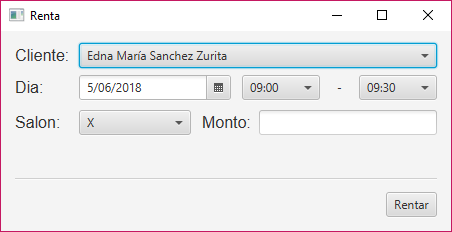 Renta
Cliente: Edna María Sanchez Zurita
Dia: 5/06/2018 09:00 - 09:30
Salon: X Monto:
Rentar